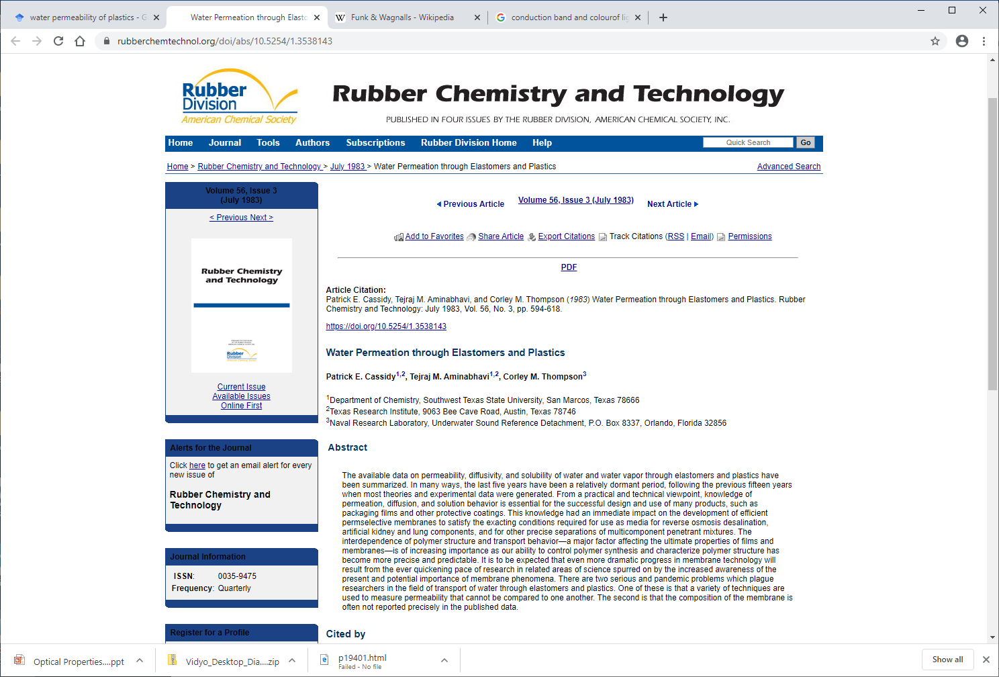 water permeability of plastics - G
Water Permeation through Elasto
Funk & Wagnalls - Wikipedia
conduction band and colourof lig
rubberchemtechnol.org/doi/abs/10.5254/1.3538143
Rubber
Division
American Chemical Society
Rubber Chemistry and Technology
PUBLISHED IN FOUR ISSUES BY THE RUBBER DIVISION, AMERICAN CHEMICAL SOCIETY, INC.
Home Journal Tools Authors Subscriptions Rubber Division Home Help Quick Search Go
Home > Rubber Chemistry and Technology > July 1983 > Water Permeation through Elastomers and Plastics Advanced Search
Volume 56, Issue 3
(July 1983)
< Previous Next >
Rubber Chemistry
and Technology
Rubber
Division
Current Issue
Available Issues
Online First
Alerts for the Journal
Click here to get an email alert for every
new issue of
Rubber Chemistry and
Technology
Journal Information
ISSN: 0035-9475
Frequency: Quarterly
Register for a Profile
Previous Article Volume 56, Issue 3 (July 1983) Next Article
Add to Favorites Share Article Export Citations Track Citations (RSS | Email) Permissions
PDF
Article Citation:
Patrick E. Cassidy, Tejraj M. Aminabhavi, and Corley M. Thompson (1983) Water Permeation through Elastomers and Plastics. Rubber
Chemistry and Technology: July 1983, Vol. 56, No. 3, pp. 594-618.
https://doi.org/10.5254/1.3538143
Water Permeation through Elastomers and Plastics
Patrick E. Cassidy1,2, Tejraj M. Aminabhavi1,2, Corley M. Thompson3
1Department of Chemistry, Southwest Texas State University, San Marcos, Texas 78666
2Texas Research Institute, 9063 Bee Cave Road, Austin, Texas 78746
3Naval Research Laboratory, Underwater Sound Reference Detachment, P.O. Box 8337, Orlando, Florida 32856
Abstract
The available data on permeability, diffusivity, and solubility of water and water vapor through elastomers and plastics have
been summarized. In many ways, the last five years have been a relatively dormant period, following the previous fifteen years
when most theories and experimental data were generated. From a practical and technical viewpoint, knowledge of
permeation, diffusion, and solution behavior is essential for the successful design and use of many products, such as
packaging films and other protective coatings. This knowledge had an immediate impact on the development of efficient
permselective membranes to satisfy the exacting conditions required for use as media for reverse osmosis desalination,
artificial kidney and lung components, and for other precise separations of multicomponent penetrant mixtures. The
interdependence of polymer structure and transport behavior—a major factor affecting the ultimate properties of films and
membranes—is of increasing importance as our ability to control polymer synthesis and characterize polymer structure has
become more precise and predictable. It is to be expected that even more dramatic progress in membrane technology will
result from the ever quickening pace of research in related areas of science spurred on by the increased awareness of the
present and potential importance of membrane phenomena. There are two serious and pandemic problems which plague
researchers in the field of transport of water through elastomers and plastics. One of these is that a variety of techniques are
used to measure permeability that cannot be compared to one another. The second is that the composition of the membrane is
often not reported precisely in the published data.
Cited by
Optical Properties....ppt
Vidyo_Desktop_Dia....zip
p19401.html
Failed - No file
Show all